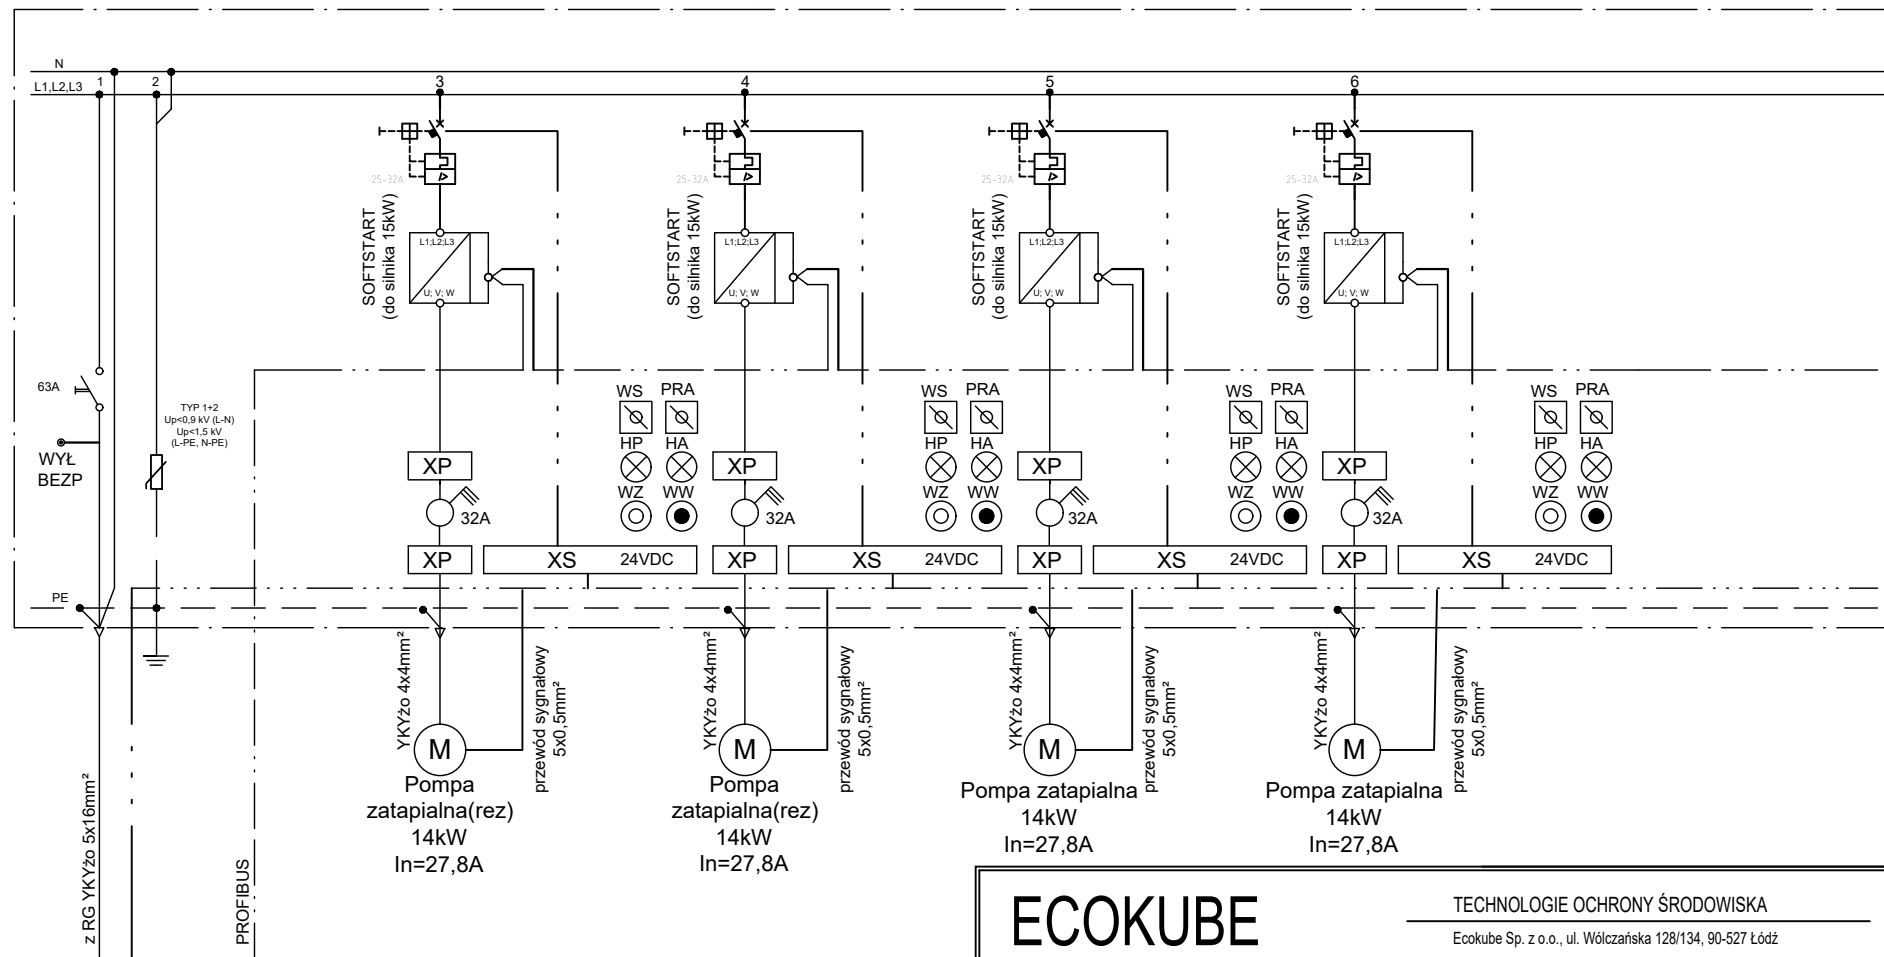 N
L1,L2,L3
1
2
3
4
5
6
25-32A
25-32A
25-32A
25-32A
SOFTSTART
(do silnika 15kW)
SOFTSTART
(do silnika 15kW)
SOFTSTART
(do silnika 15kW)
SOFTSTART
(do silnika 15kW)
L1;L2;L3
U; V; W
L1;L2;L3
U; V; W
L1;L2;L3
U; V; W
L1;L2;L3
U; V; W
63A
WYŁ
BEZP
TYP 1+2
Up<0,9 kV (L-N)
Up<1,5 kV
(L-PE, N-PE)
WS PRA
HP HA
WZ WW
WS PRA
HP HA
WZ WW
WS PRA
HP HA
WZ WW
WS PRA
HP HA
WZ WW
XP
32A
XP
XS 24VDC
XP
32A
XP
XS 24VDC
XP
32A
XP
XS 24VDC
XP
32A
XP
XS 24VDC
PE
YKYżo 4x4mm²
przewód sygnałowy
5x0,5mm²
YKYżo 4x4mm²
przewód sygnałowy
5x0,5mm²
YKYżo 4x4mm²
przewód sygnałowy
5x0,5mm²
YKYżo 4x4mm²
przewód sygnałowy
5x0,5mm²
M
Pompa
zatapialna(rez)
14kW
In=27,8A
M
Pompa
zatapialna(rez)
14kW
In=27,8A
M
Pompa zatapialna
14kW
In=27,8A
M
Pompa zatapialna
14kW
In=27,8A
z RG YKYżo 5x16mm²
PROFIBUS
ECOKUBE
TECHNOLOGIE OCHRONY ŚRODOWISKA
Ecokube Sp. z o.o., ul. Wólczańska 128/134, 90-527 Łódź